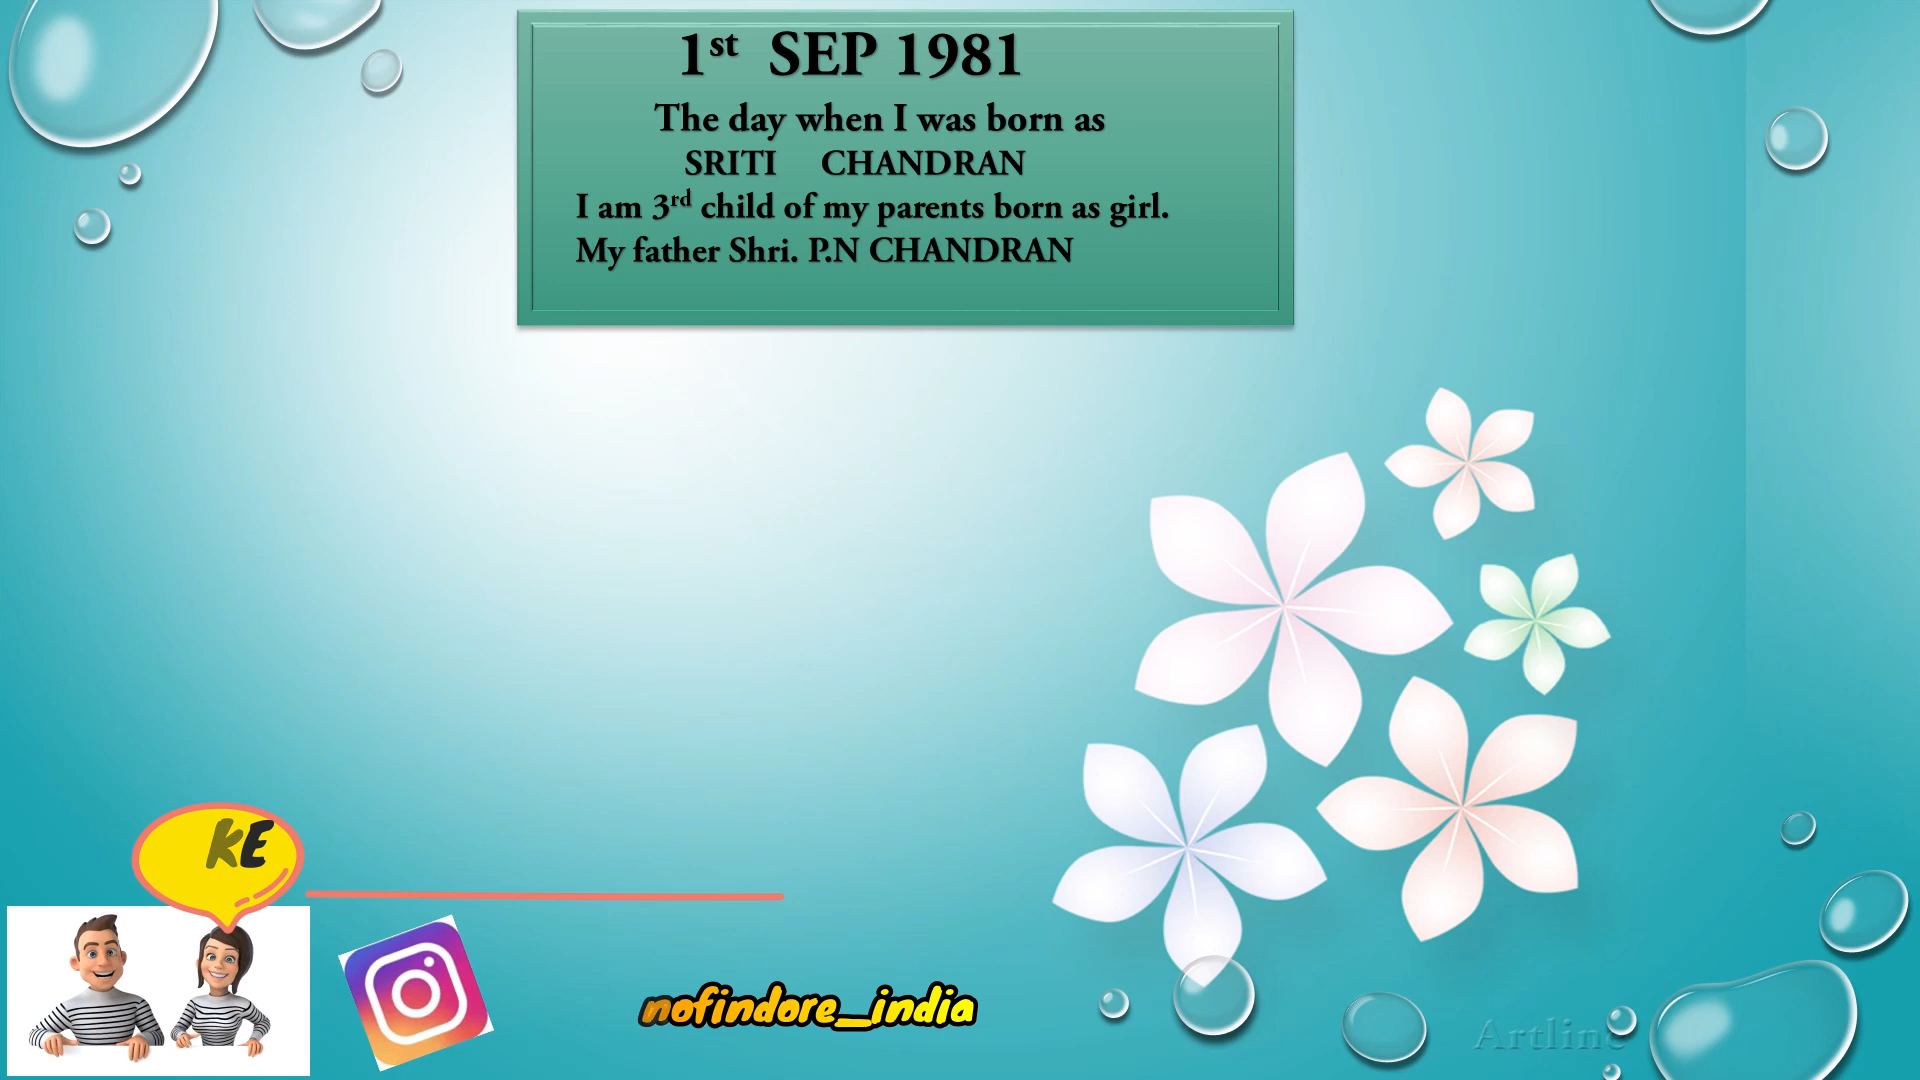 1st SEP 1981
The day when I was born as
SRITI CHANDRAN
I am 3rd child of my parents born as girl.
My father Shri. P.N CHANDRAN
KE
nofindore_india
Artline